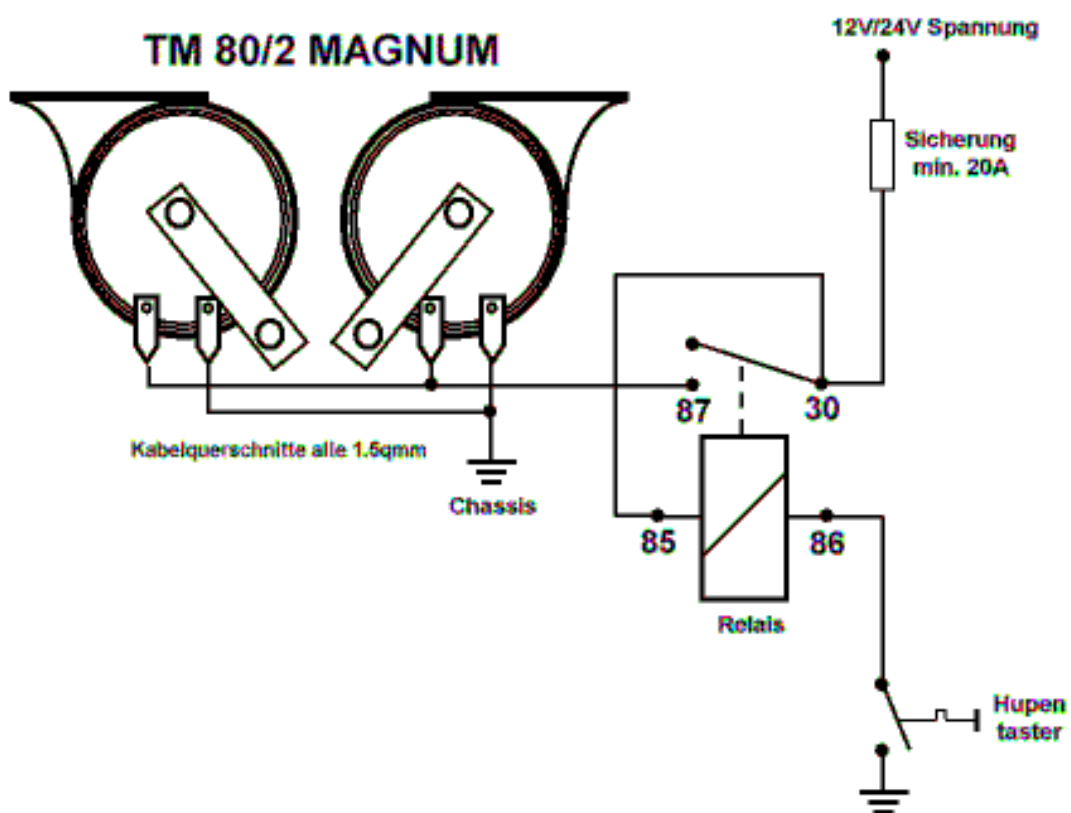 TM 80/2 MAGNUM
12V/24V Spannung
Sicherung
min. 20A
87
30
Kabelquerschnitte alle 1.5qmm
Chassis
85
86
Relais
Hupen
taster